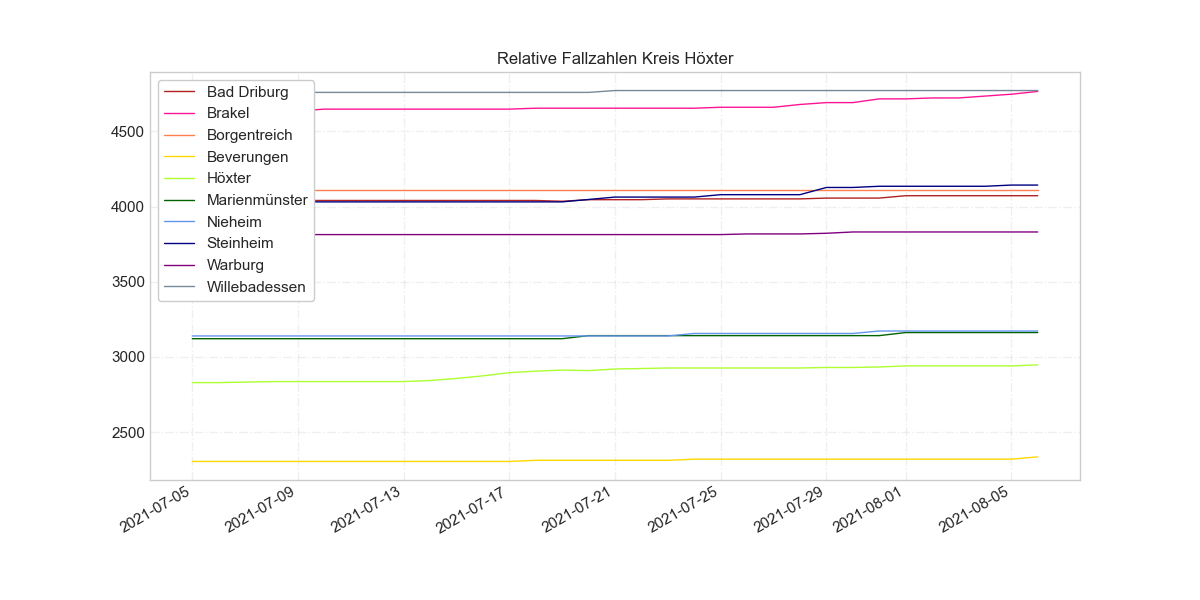 Relative Fallzahlen Kreis Höxter
Bad Driburg
Brakel
Borgentreich
Beverungen
Höxter
Marienmünster
Nieheim
Steinheim
Warburg
Willebadessen
4500
4000
3500
3000
2500
2021-07-05
2021-07-09
2021-07-13
2021-07-17
2021-07-21
2021-07-25
2021-07-29
2021-08-01
2021-08-05